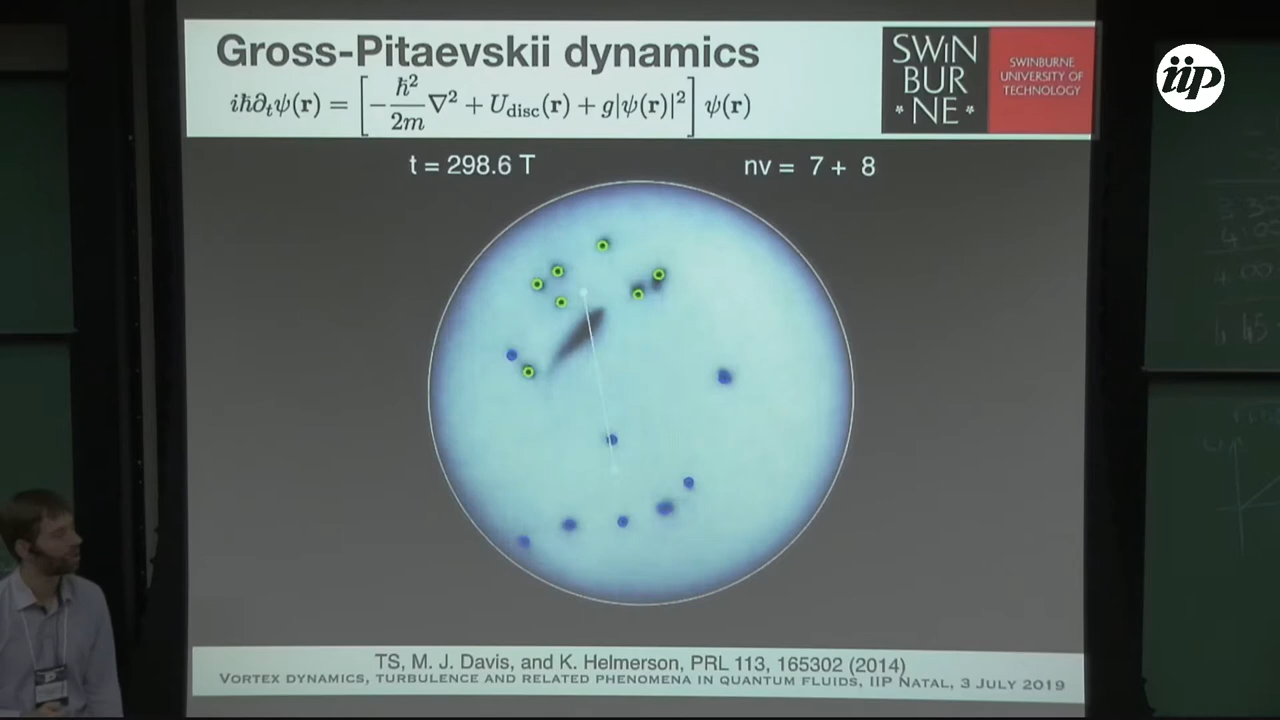 Gross-Pitaevskii dynamics
iħ∂ₜψ(r) = [−ħ²/2m ∇² + U_disc(r) + g|ψ(r)|²] ψ(r)
SWiN
BUR
*NE*
SWINBURNE
UNIVERSITY OF
TECHNOLOGY
iip
t = 298.6 T
nv = 7 + 8
TS, M. J. Davis, and K. Helmerson, PRL 113, 165302 (2014)
VORTEX DYNAMICS, TURBULENCE AND RELATED PHENOMENA IN QUANTUM FLUIDS, IIP NATAL, 3 JULY 2019